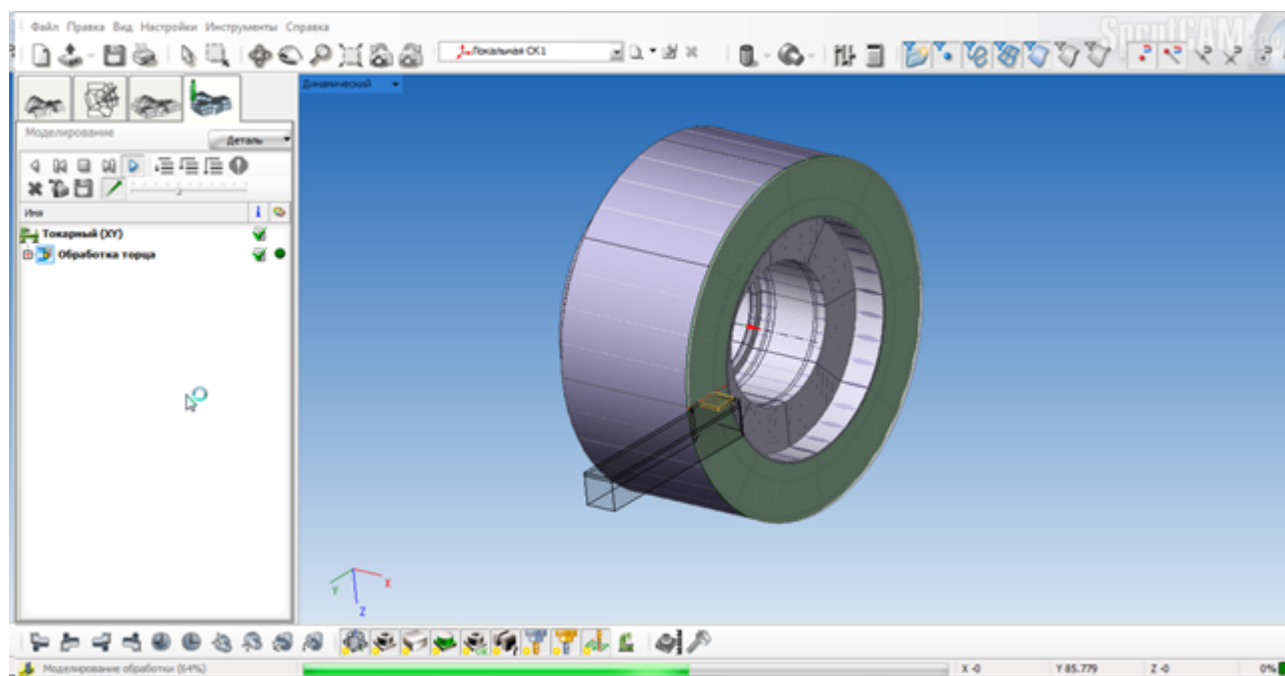 Файл Правка Вид Настройки Инструменты Справка
SprutCAM
Локальная СК1
Динамический
Моделирование
Деталь
Имя
Токарный (XY)
Обработка торца
Y X
Z
Моделирование обработки (64%)
X -0 Y 85.779 Z -0 0%